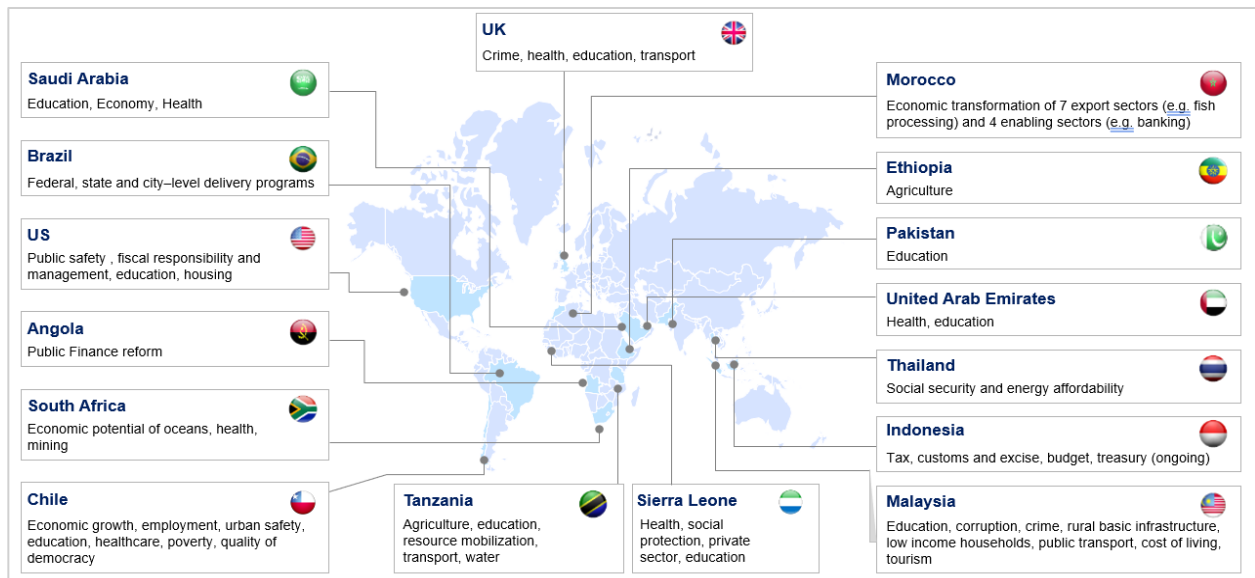 UK
Crime, health, education, transport
Saudi Arabia
Education, Economy, Health
Brazil
Federal, state and city–level delivery programs
US
Public safety , fiscal responsibility and
management, education, housing
Angola
Public Finance reform
South Africa
Economic potential of oceans, health,
mining
Chile
Economic growth, employment, urban safety,
education, healthcare, poverty, quality of
democracy
Tanzania
Agriculture, education,
resource mobilization,
transport, water
Sierra Leone
Health, social
protection, private
sector, education
Morocco
Economic transformation of 7 export sectors (e.g. fish
processing) and 4 enabling sectors (e.g. banking)
Ethiopia
Agriculture
Pakistan
Education
United Arab Emirates
Health, education
Thailand
Social security and energy affordability
Indonesia
Tax, customs and excise, budget, treasury (ongoing)
Malaysia
Education, corruption, crime, rural basic infrastructure,
low income households, public transport, cost of living,
tourism